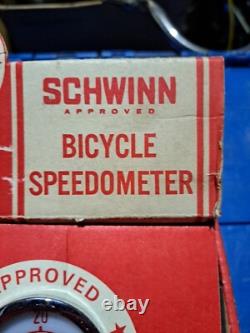 SCHWINN
APPROVED
BICYCLE
SPEEDOMETER
APPROVED
20